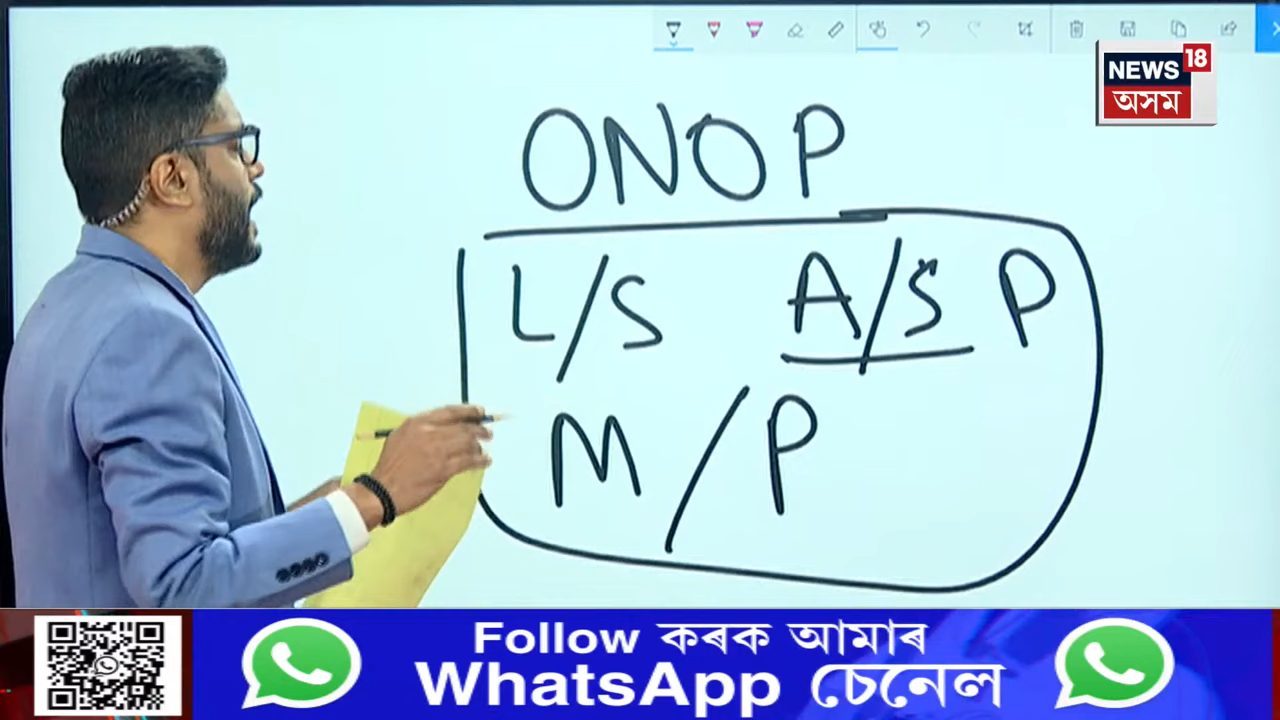 NEWS 18
অসম
ONOP
L/S A/S P
M/P
Follow কৰক আমাৰ
WhatsApp চেনেল